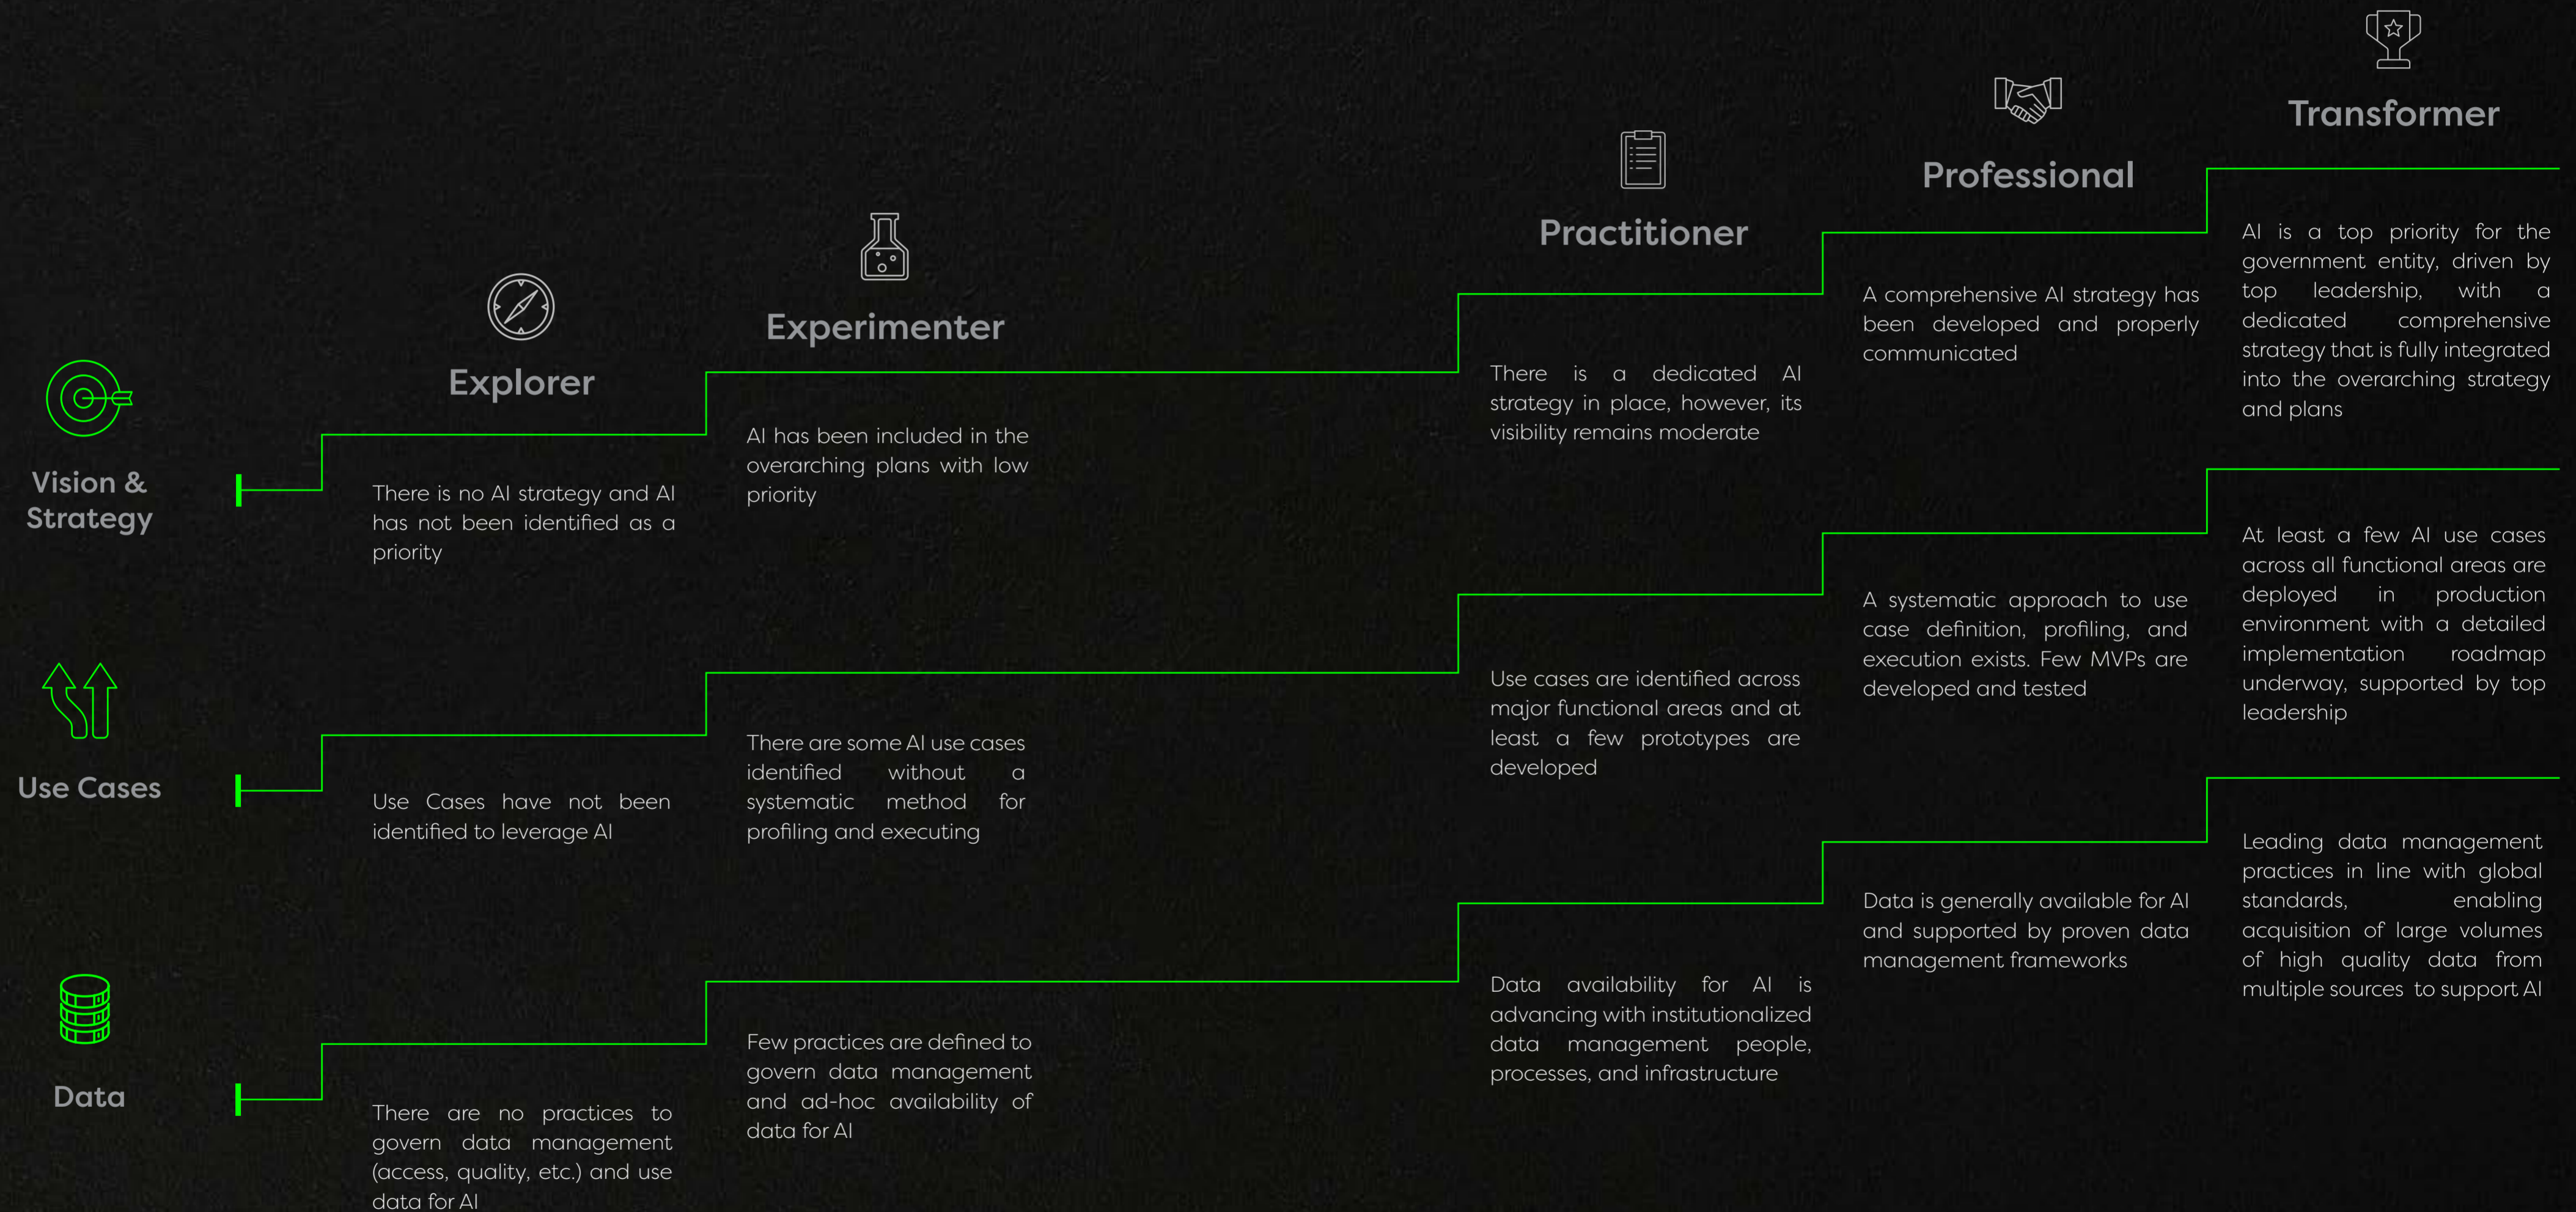 Transformer
Professional
Practitioner
Experimenter
Explorer
Vision &
Strategy
There is no AI strategy and AI
has not been identified as a
priority
AI has been included in the
overarching plans with low
priority
There is a dedicated AI
strategy in place, however, its
visibility remains moderate
A comprehensive AI strategy has
been developed and properly
communicated
AI is a top priority for the
government entity, driven by
top leadership, with a
dedicated comprehensive
strategy that is fully integrated
into the overarching strategy
and plans
Use Cases
Use Cases have not been
identified to leverage AI
There are some AI use cases
identified without a
systematic method for
profiling and executing
Use cases are identified across
major functional areas and at
least a few prototypes are
developed
A systematic approach to use
case definition, profiling, and
execution exists. Few MVPs are
developed and tested
At least a few AI use cases
across all functional areas are
deployed in production
environment with a detailed
implementation roadmap
underway, supported by top
leadership
Data
There are no practices to
govern data management
(access, quality, etc.) and use
data for AI
Few practices are defined to
govern data management
and ad-hoc availability of
data for AI
Data availability for AI is
advancing with institutionalized
data management people,
processes, and infrastructure
Data is generally available for AI
and supported by proven data
management frameworks
Leading data management
practices in line with global
standards, enabling
acquisition of large volumes
of high quality data from
multiple sources to support AI